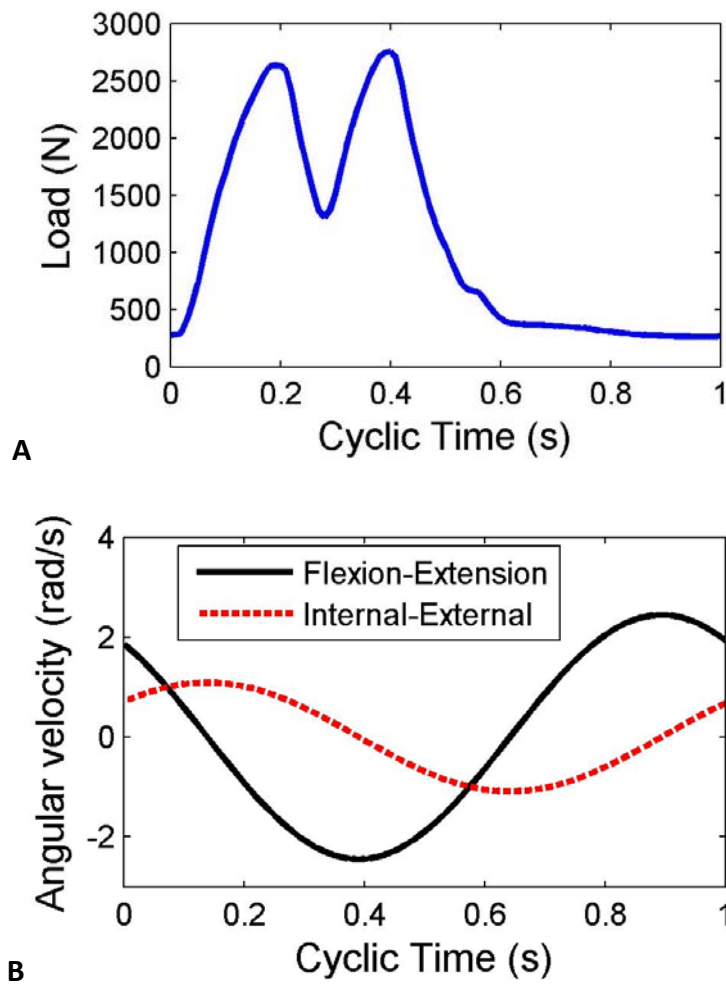 3000
2500
2000
1500
1000
500
0
Load (N)
0 0.2 0.4 0.6 0.8 1
Cyclic Time (s)
A
4
2
0
-2
Angular velocity (rad/s)
Flexion-Extension
Internal-External
0 0.2 0.4 0.6 0.8 1
Cyclic Time (s)
B